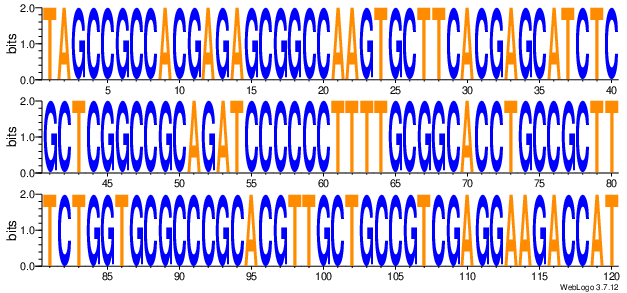 bits
2.0
1.0
0.0
TAGCCGCCACGAGAGCGGCCAAGTGCTTCACGAGCATCTC
5 10 15 20 25 30 35 40
bits
2.0
1.0
0.0
GCTCGGCCGCAGATCCCCCCTTTTGCGGCACCTGCCGCTT
45 50 55 60 65 70 75 80
bits
2.0
1.0
0.0
TCTGGTGCGCCCGCACGTTGCTGCCGTCGAGGAAGACCAT
85 90 95 100 105 110 115 120
WebLogo 3.7.12